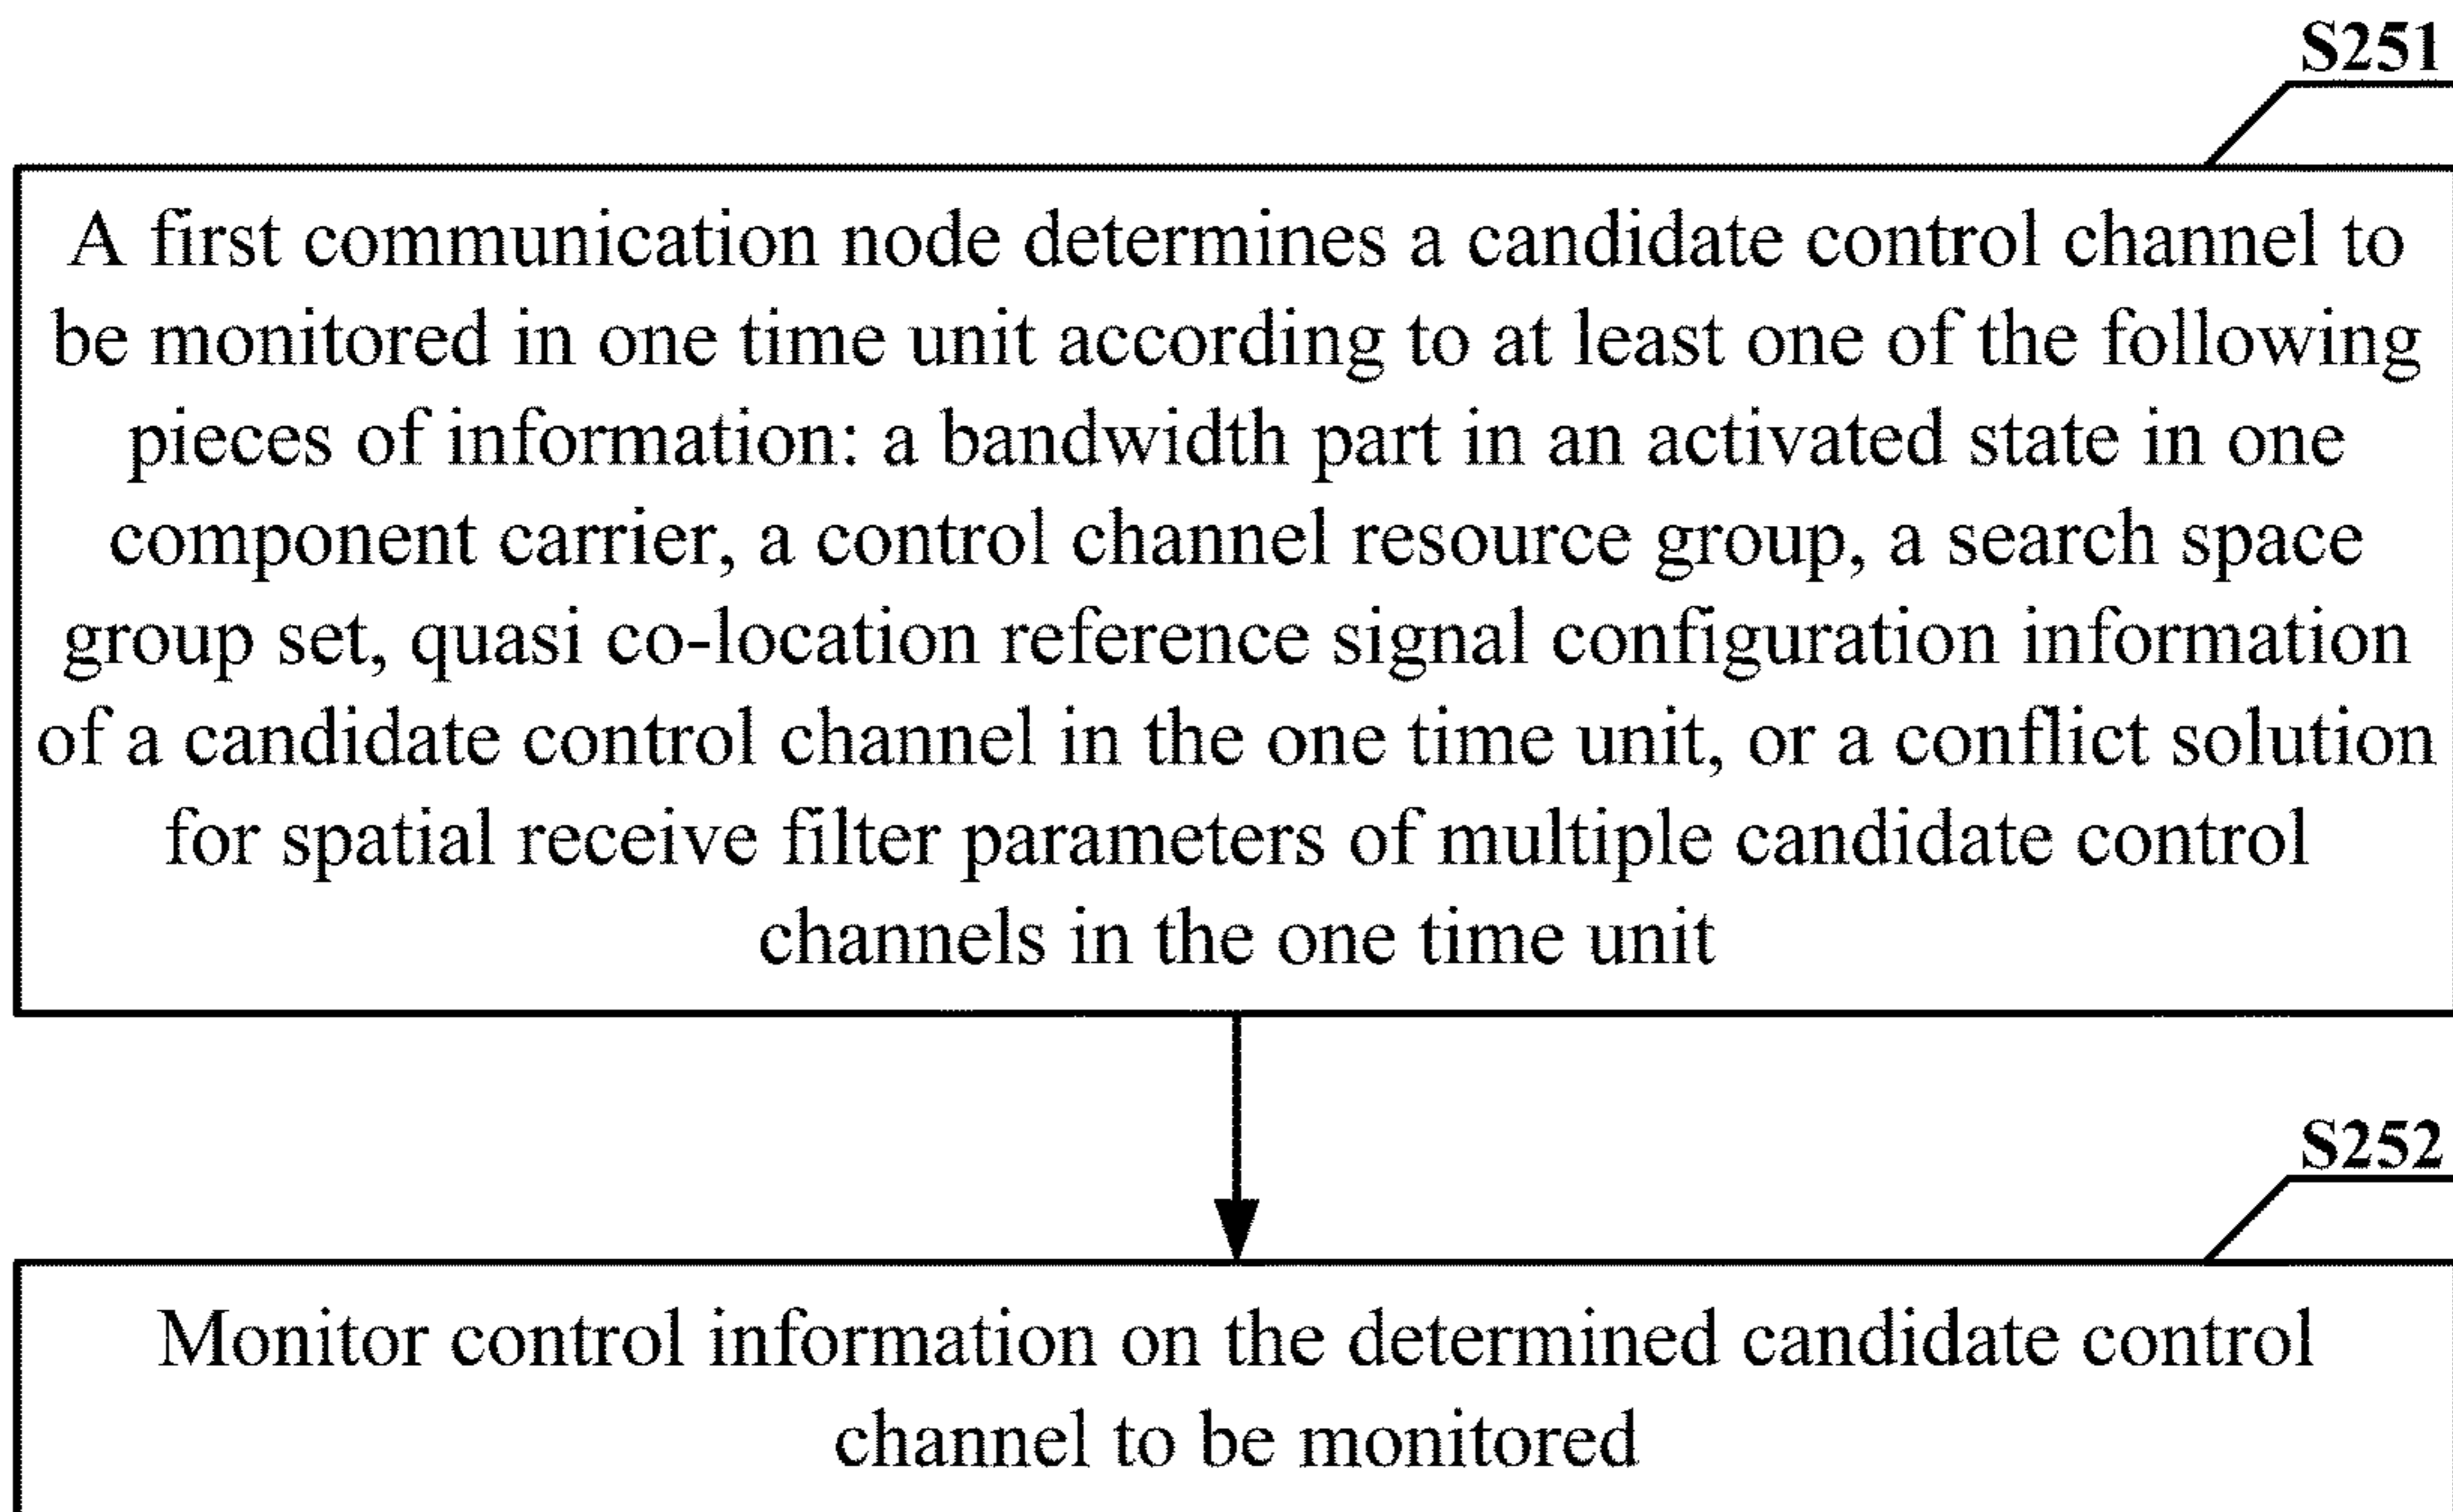 S251
A first communication node determines a candidate control channel to
be monitored in one time unit according to at least one of the following
pieces of information: a bandwidth part in an activated state in one
component carrier, a control channel resource group, a search space
group set, quasi co-location reference signal configuration information
of a candidate control channel in the one time unit, or a conflict solution
for spatial receive filter parameters of multiple candidate control
channels in the one time unit
S252
Monitor control information on the determined candidate control
channel to be monitored